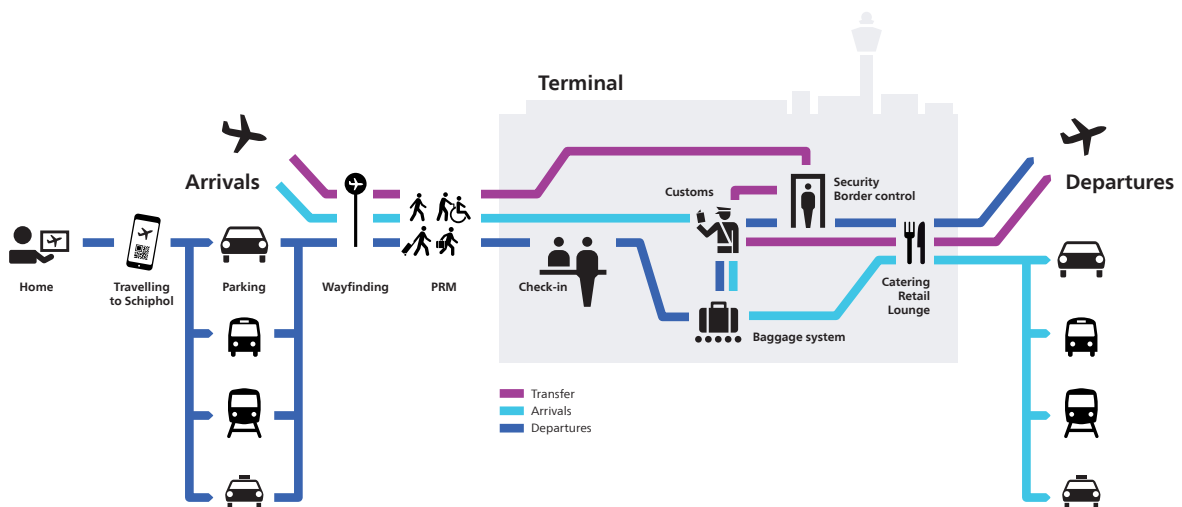 Terminal
Arrivals
Departures
Customs
Security
Border control
Home
Travelling
to Schiphol
Parking
Wayfinding
PRM
Check-in
Catering
Retail
Lounge
Baggage system
Transfer
Arrivals
Departures